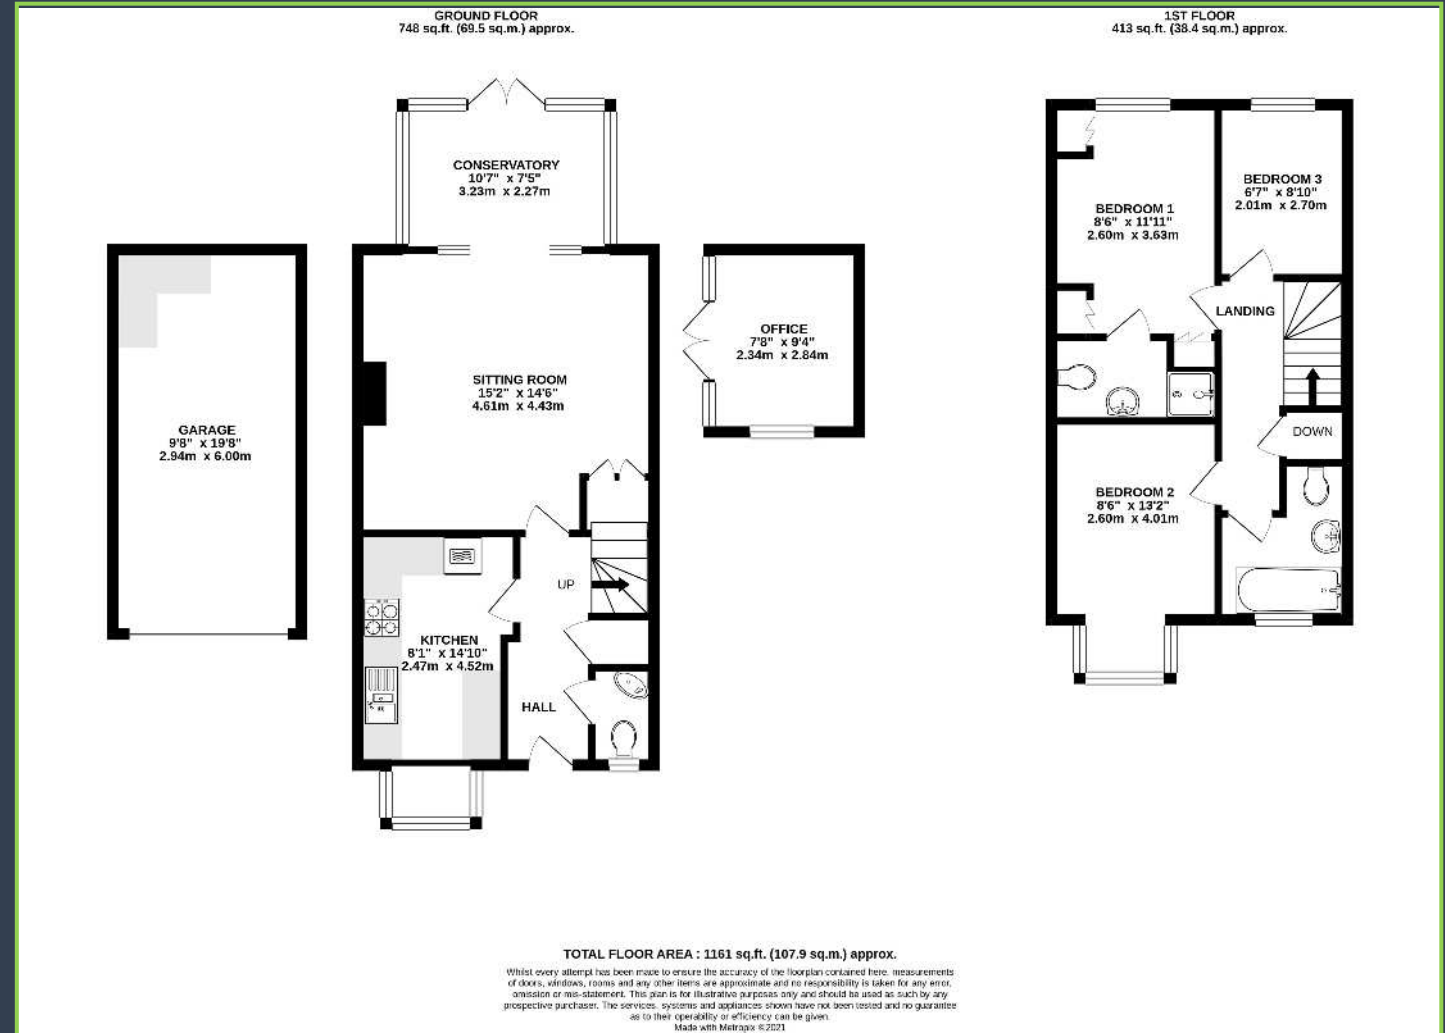 GROUND FLOOR
748 sq.ft. (69.5 sq.m.) approx.
1ST FLOOR
413 sq.ft. (38.4 sq.m.) approx.
CONSERVATORY
10'7" x 7'5"
3.23m x 2.27m
SITTING ROOM
15'2" x 14'6"
4.61m x 4.43m
OFFICE
7'8" x 9'4"
2.34m x 2.84m
GARAGE
9'8" x 19'8"
2.94m x 6.00m
UP
KITCHEN
8'1" x 14'10"
2.47m x 4.52m
HALL
BEDROOM 1
8'6" x 11'11"
2.60m x 3.63m
BEDROOM 3
6'7" x 8'10"
2.01m x 2.70m
LANDING
DOWN
BEDROOM 2
8'6" x 13'2"
2.60m x 4.01m
TOTAL FLOOR AREA : 1161 sq.ft. (107.9 sq.m.) approx.
Whilst every attempt has been made to ensure the accuracy of the floorplan contained here, measurements
of doors, windows, rooms and any other items are approximate and no responsibility is taken for any error,
omission or mis-statement. This plan is for illustrative purposes only and should be used as such by any
prospective purchaser. The services, systems and appliances shown have not been tested and no guarantee
as to their operability or efficiency can be given.
Made with Metropix ©2021